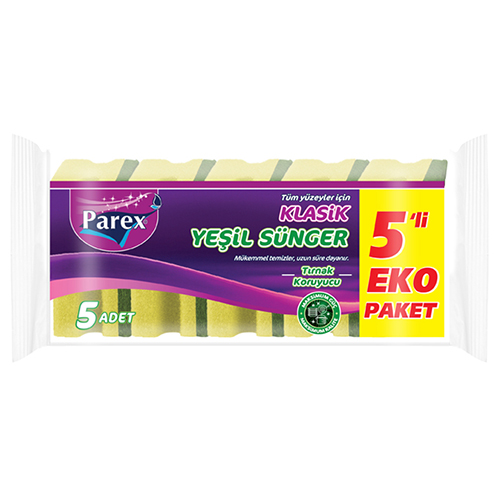 Parex
Tüm yüzeyler için
KLASİK
YEŞİL SÜNGER
Mükemmel temizler, uzun süre dayanır.
Tırnak
Koruyucu
5 ADET
5'li
EKO
PAKET